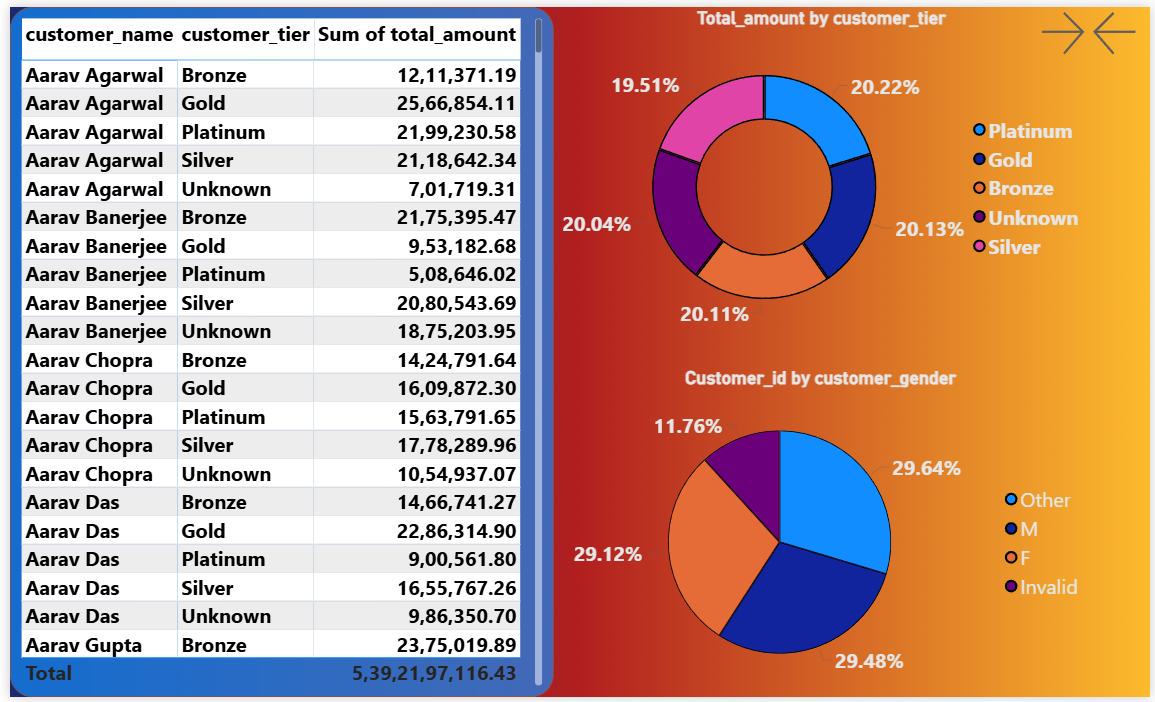 customer_name customer_tier Sum of total_amount
Aarav Agarwal Bronze 12,11,371.19
Aarav Agarwal Gold 25,66,854.11
Aarav Agarwal Platinum 21,99,230.58
Aarav Agarwal Silver 21,18,642.34
Aarav Agarwal Unknown 7,01,719.31
Aarav Banerjee Bronze 21,75,395.47
Aarav Banerjee Gold 9,53,182.68
Aarav Banerjee Platinum 5,08,646.02
Aarav Banerjee Silver 20,80,543.69
Aarav Banerjee Unknown 18,75,203.95
Aarav Chopra Bronze 14,24,791.64
Aarav Chopra Gold 16,09,872.30
Aarav Chopra Platinum 15,63,791.65
Aarav Chopra Silver 17,78,289.96
Aarav Chopra Unknown 10,54,937.07
Aarav Das Bronze 14,66,741.27
Aarav Das Gold 22,86,314.90
Aarav Das Platinum 9,00,561.80
Aarav Das Silver 16,55,767.26
Aarav Das Unknown 9,86,350.70
Aarav Gupta Bronze 23,75,019.89
Total 5,39,21,97,116.43
Total_amount by customer_tier
19.51%
20.22%
20.04%
20.13%
20.11%
Platinum
Gold
Bronze
Unknown
Silver
Customer_id by customer_gender
11.76%
29.64%
29.12%
29.48%
Other
M
F
Invalid